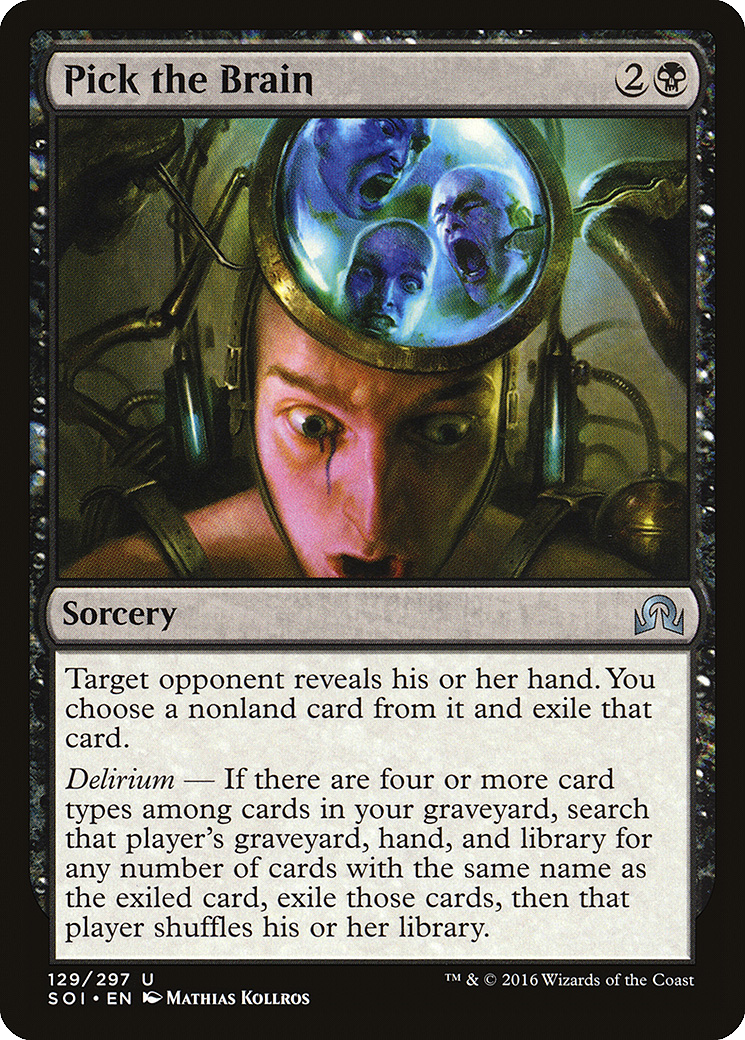 Pick the Brain 2
Sorcery
Target opponent reveals his or her hand. You
choose a nonland card from it and exile that
card.
Delirium — If there are four or more card
types among cards in your graveyard, search
that player's graveyard, hand, and library for
any number of cards with the same name as
the exiled card, exile those cards, then that
player shuffles his or her library.
129/297 U
SOI • EN Mathias Kollros
™ & © 2016 Wizards of the Coast